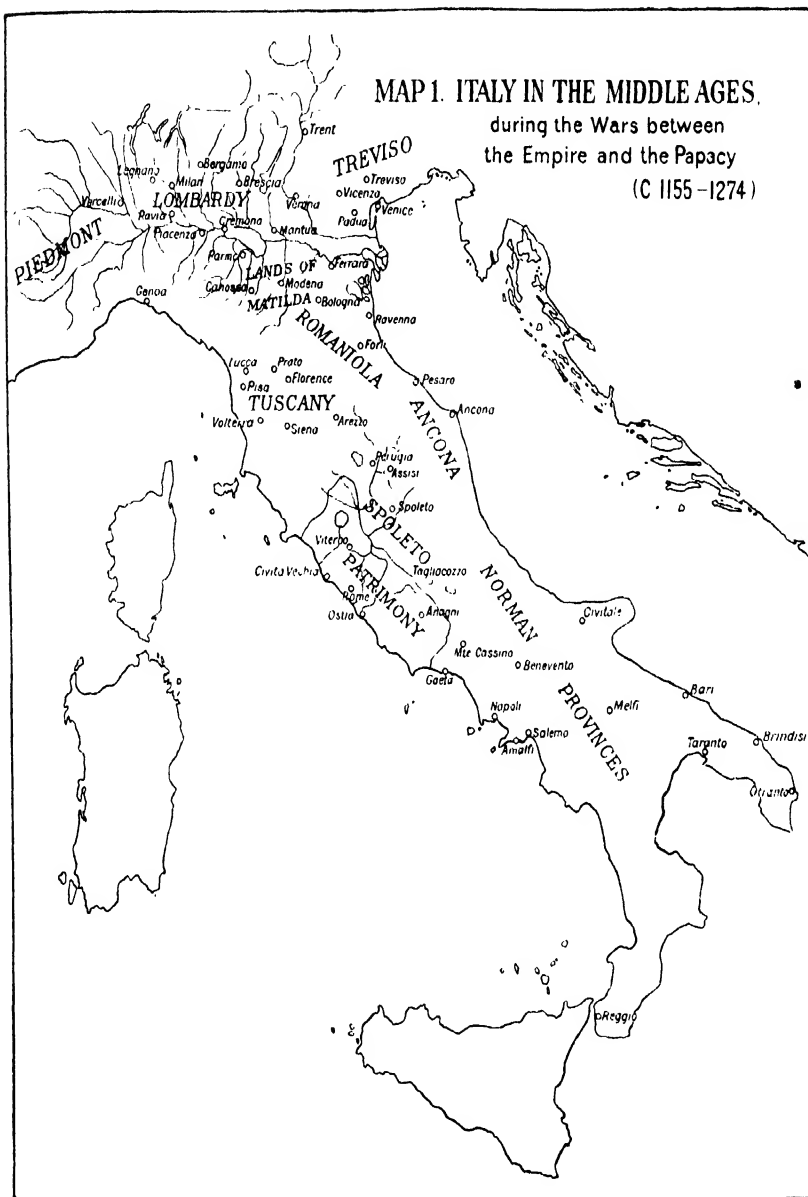 MAP 1. ITALY IN THE MIDDLE AGES,
during the Wars between
the Empire and the Papacy
(C 1155-1274)
Trent
TREVISO
Legnano
Bergamo
Milan
Brescia
Treviso
Vicenza
Vercelli
LOMBARDY
Verona
Padua
Venice
Pavia
Cremona
Piacenza
Mantua
PIEDMONT
Parma
Ferrara
LANDS OF
Canossa
Modena
Genoa
MATILDA
Bologna
Ravenna
ROMANIOLA
Forli
Lucca
Prato
Florence
Pesaro
Pisa
TUSCANY
ANCONA
Ancona
Volterra
Siena
Arezzo
Perugia
Assisi
SPOLETO
Spoleto
Viterbo
PATRIMONY
Tagliacozzo
Civita Vechia
Rome
NORMAN
Ostia
Anagni
Civitale
Mte Cassino
Benevento
Gaeta
PROVINCES
Bari
Melfi
Napoli
Salerno
Amalfi
Taranto
Brindisi
Otranto
Reggio